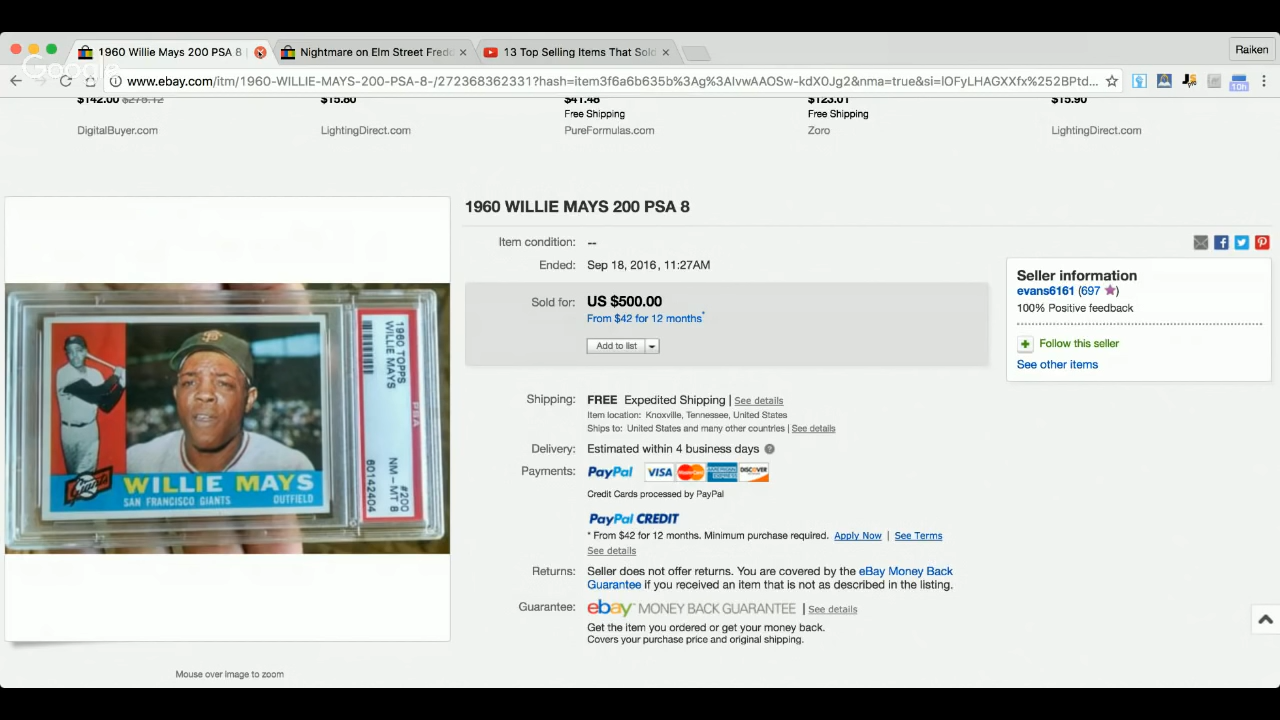 1960 Willie Mays 200 PSA 8
Nightmare on Elm Street Fredd
13 Top Selling Items That Sold
Raiken
Google
www.ebay.com/itm/1960-WILLIE-MAYS-200-PSA-8-/272368362331?hash=item3f6a6b635b%3Ag%3AIvwAAOSw-kdX0Jg2&nma=true&si=lOFyLHAGXXfx%252BPtd...
10h
$142.00 $279.12
$15.80
$41.48
$123.01
$15.90
Free Shipping
Free Shipping
DigitalBuyer.com
LightingDirect.com
PureFormulas.com
Zoro
LightingDirect.com
1960 WILLIE MAYS 200 PSA 8
Item condition: --
Ended: Sep 18, 2016 , 11:27AM
Sold for: US $500.00
From $42 for 12 months*
Add to list
Seller information
evans6161 (697)
100% Positive feedback
Follow this seller
See other items
Shipping: FREE Expedited Shipping | See details
Item location: Knoxville, Tennessee, United States
Ships to: United States and many other countries | See details
Delivery: Estimated within 4 business days
Payments: PayPal VISA MasterCard AMERICAN EXPRESS DISCOVER
Credit Cards processed by PayPal
PayPal CREDIT
* From $42 for 12 months. Minimum purchase required. Apply Now | See Terms
See details
Returns: Seller does not offer returns. You are covered by the eBay Money Back
Guarantee if you received an item that is not as described in the listing.
Guarantee: ebay MONEY BACK GUARANTEE | See details
Get the item you ordered or get your money back.
Covers your purchase price and original shipping.
1960 TOPPS
WILLIE MAYS
PSA
#200
NM-MT 8
60142404
Giants
WILLIE MAYS
SAN FRANCISCO GIANTS OUTFIELD
Mouse over image to zoom